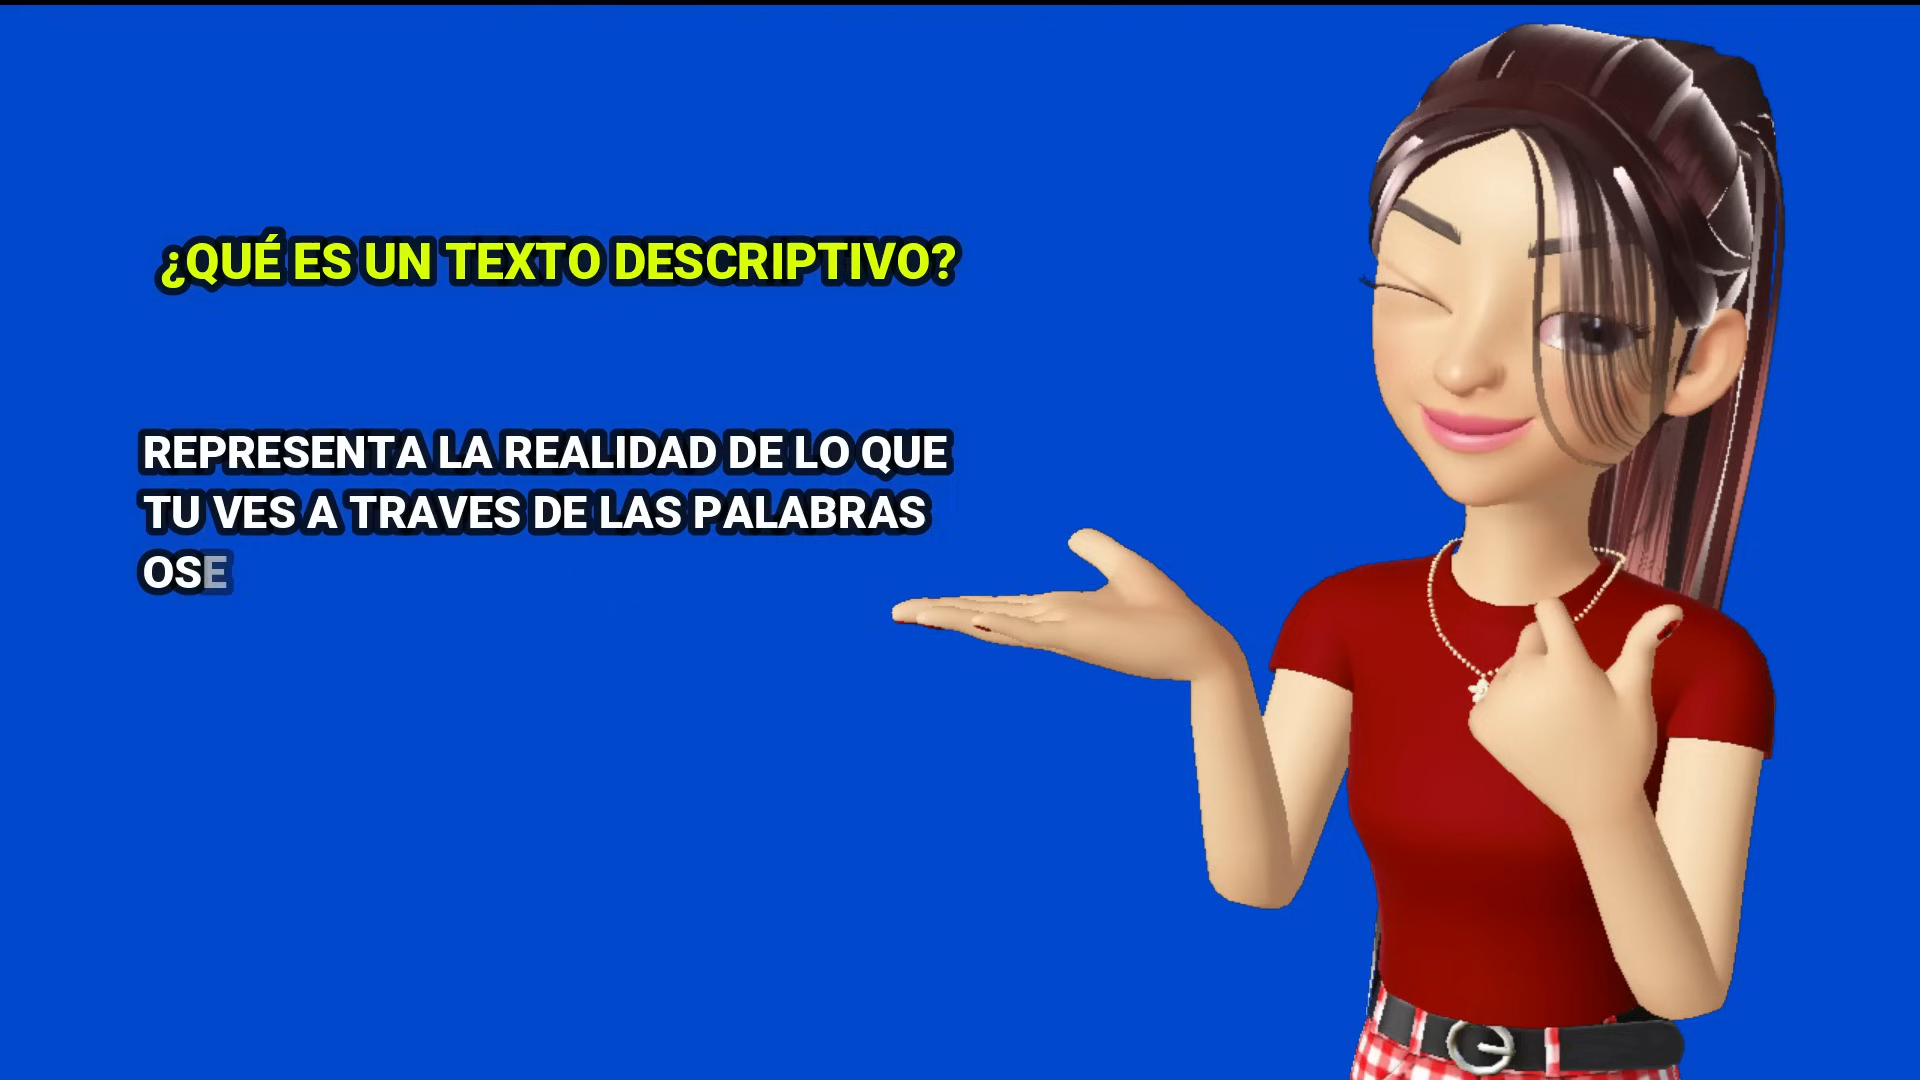 ¿QUÉ ES UN TEXTO DESCRIPTIVO?
REPRESENTA LA REALIDAD DE LO QUE
TU VES A TRAVES DE LAS PALABRAS
OSE